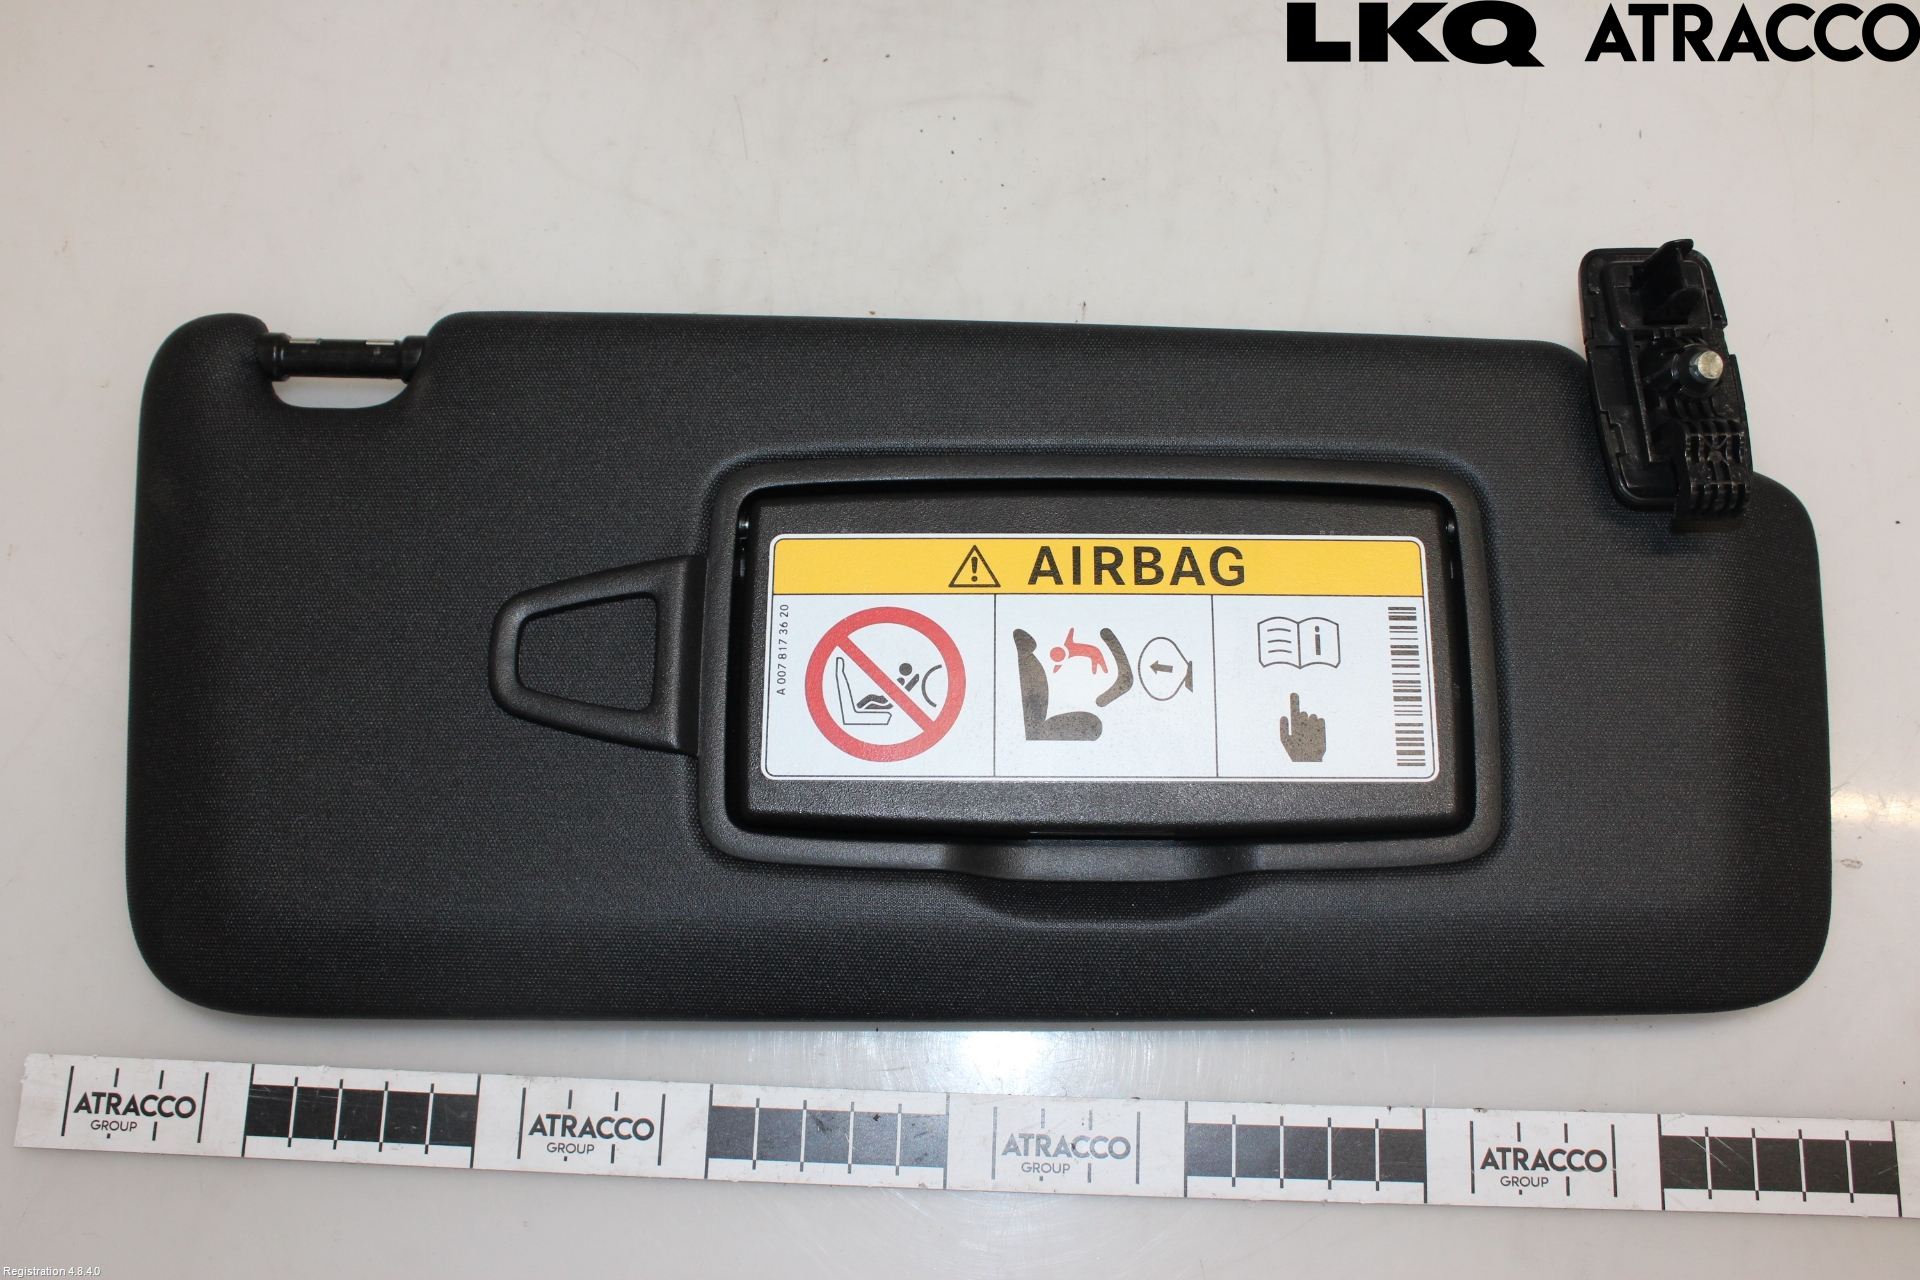 LKQ ATRACCO
AIRBAG
A 007 817 36 20
i
ATRACCO
GROUP
ATRACCO
GROUP
ATRACCO
GROUP
ATRACCO
GROUP
Registration 4.8.4.0